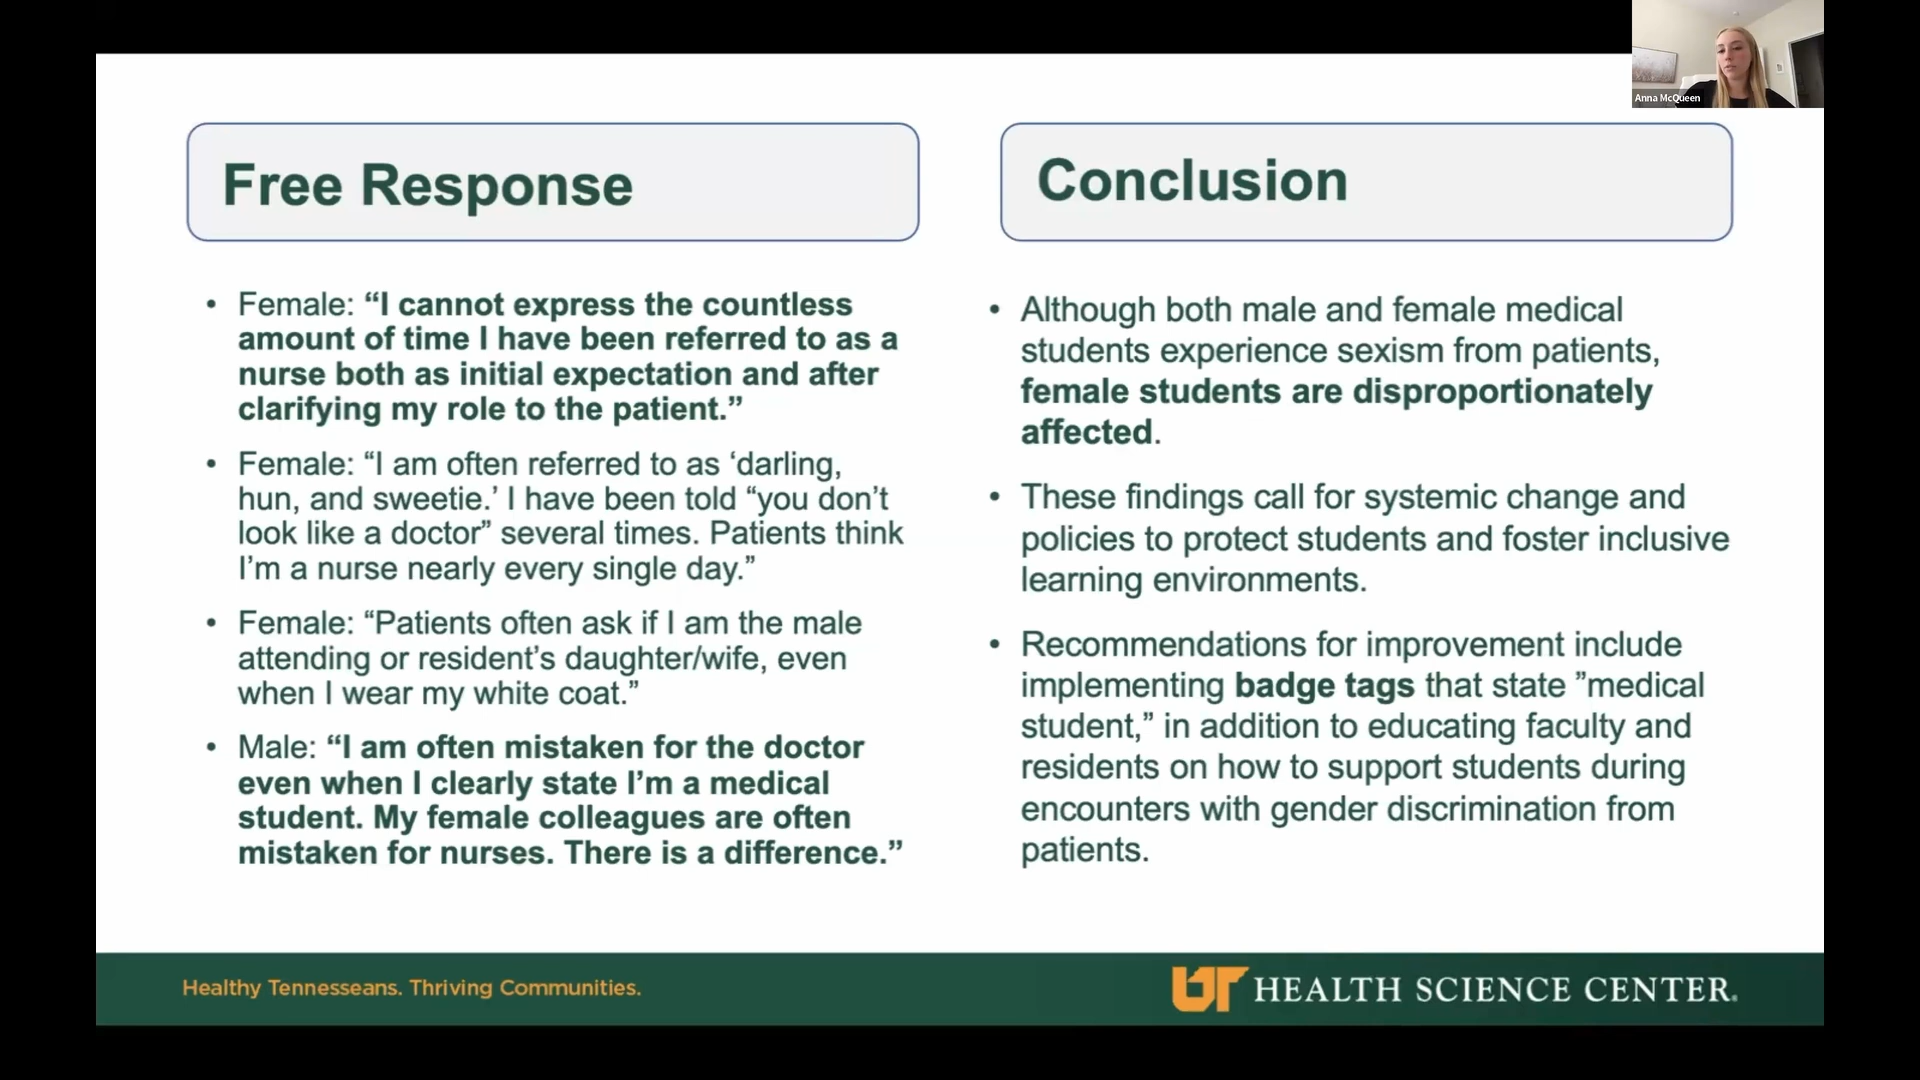 Anna McQueen
Free Response
• Female: “I cannot express the countless
amount of time I have been referred to as a
nurse both as initial expectation and after
clarifying my role to the patient.”
• Female: “I am often referred to as ‘darling,
hun, and sweetie.’ I have been told “you don’t
look like a doctor” several times. Patients think
I’m a nurse nearly every single day.”
• Female: “Patients often ask if I am the male
attending or resident’s daughter/wife, even
when I wear my white coat.”
• Male: “I am often mistaken for the doctor
even when I clearly state I’m a medical
student. My female colleagues are often
mistaken for nurses. There is a difference.”
Conclusion
• Although both male and female medical
students experience sexism from patients,
female students are disproportionately
affected.
• These findings call for systemic change and
policies to protect students and foster inclusive
learning environments.
• Recommendations for improvement include
implementing badge tags that state ”medical
student,” in addition to educating faculty and
residents on how to support students during
encounters with gender discrimination from
patients.
Healthy Tennesseans. Thriving Communities.
UT HEALTH SCIENCE CENTER®